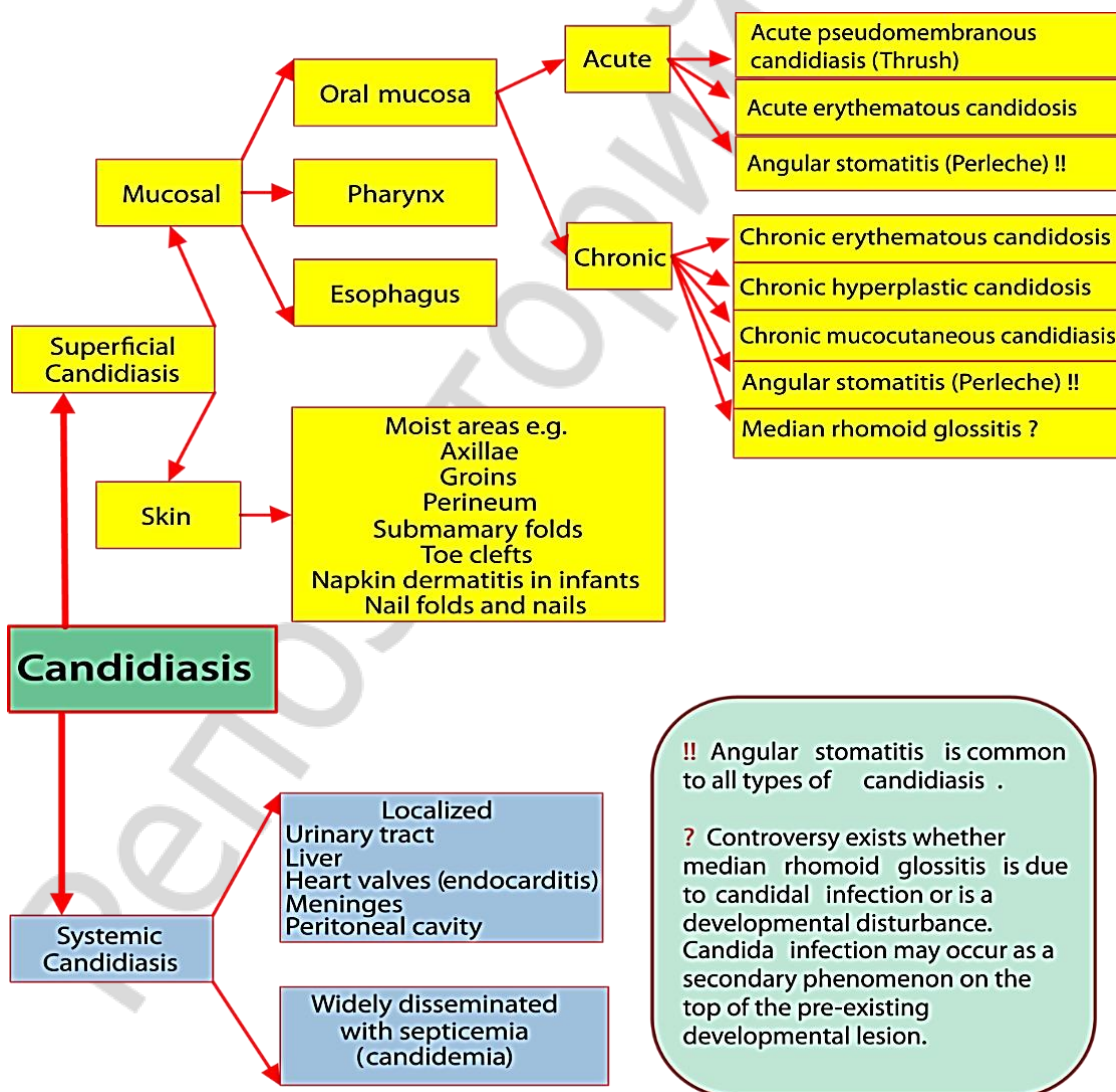 Acute pseudomembranous
candidiasis (Thrush)
Acute
Oral mucosa
Acute erythematous candidosis
Angular stomatitis (Perleche) !!
Mucosal
Pharynx
Chronic erythematous candidosis
Chronic
Chronic hyperplastic candidosis
Esophagus
Chronic mucocutaneous candidiasis
Superficial
Candidiasis
Angular stomatitis (Perleche) !!
Median rhomoid glossitis ?
Moist areas e.g.
Axillae
Groins
Perineum
Skin
Submamary folds
Toe clefts
Napkin dermatitis in infants
Nail folds and nails
Candidiasis
!! Angular stomatitis is common
to all types of candidiasis .
? Controversy exists whether
median rhomoid glossitis is due
to candidal infection or is a
developmental disturbance.
Candida infection may occur as a
secondary phenomenon on the
top of the pre-existing
developmental lesion.
Localized
Urinary tract
Liver
Heart valves (endocarditis)
Meninges
Peritoneal cavity
Systemic
Candidiasis
Widely disseminated
with septicemia
(candidemia)
Репозиторий